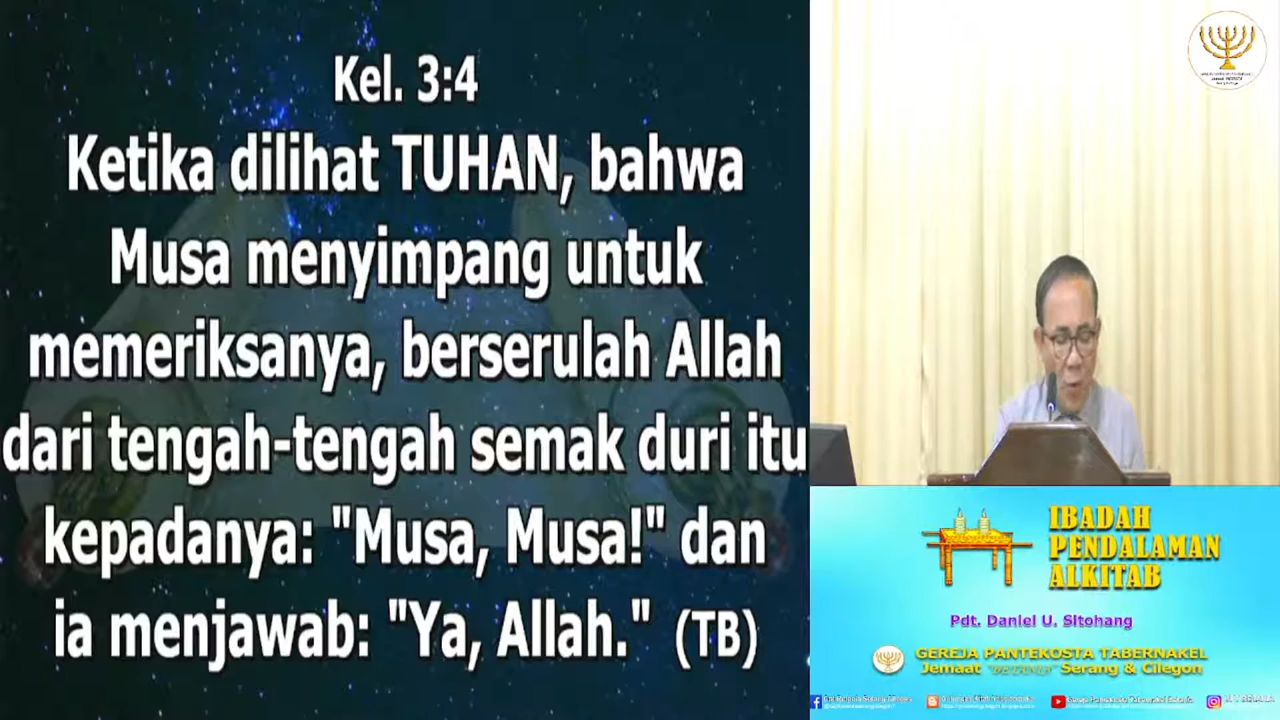 Kel. 3:4
Ketika dilihat TUHAN, bahwa
Musa menyimpang untuk
memeriksanya, berserulah Allah
dari tengah-tengah semak duri itu
kepadanya: "Musa, Musa!" dan
ia menjawab: "Ya, Allah." (TB)
IBADAH
PENDALAMAN
ALKITAB
Pdt. Daniel U. Sitohang
GEREJA PANTEKOSTA TABERNAKEL
Jemaat "BETANIA" Serang & Cilegon